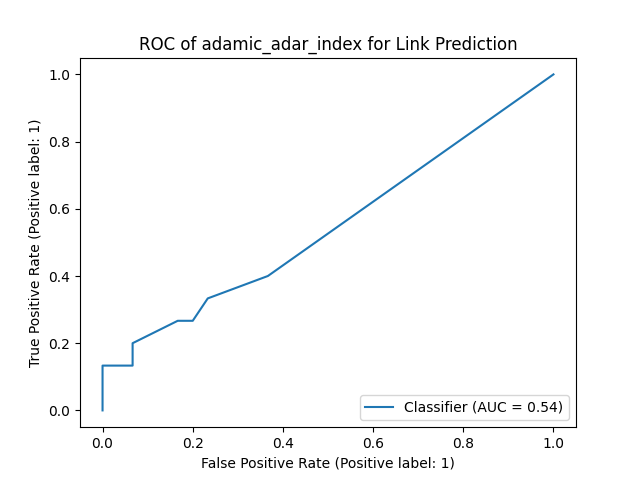 ROC of adamic_adar_index for Link Prediction
True Positive Rate (Positive label: 1)
1.0
0.8
0.6
0.4
0.2
0.0
Classifier (AUC = 0.54)
0.0 0.2 0.4 0.6 0.8 1.0
False Positive Rate (Positive label: 1)